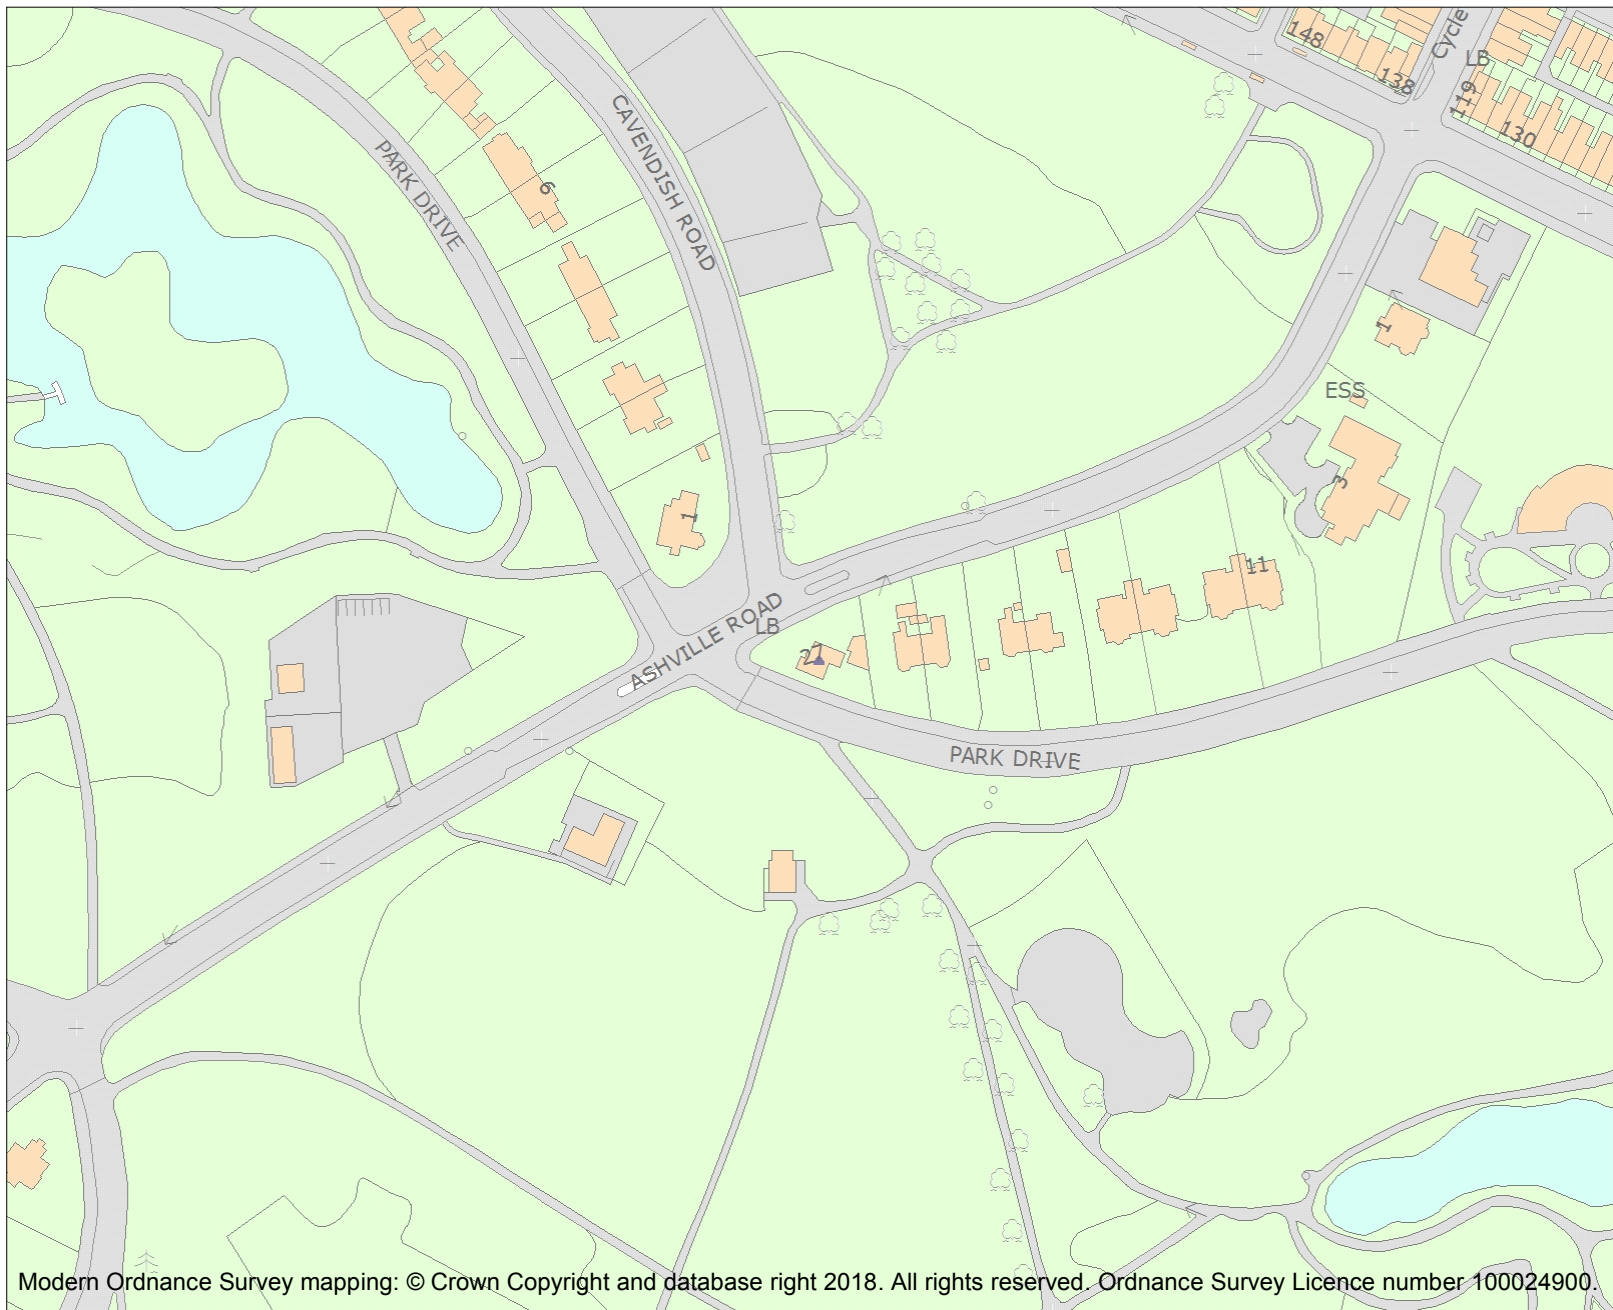 Cycle
148
LB
138
119
130
CAVENDISH ROAD
PARK DRIVE
6
1
ESS
3
1
11
ASHVILLE ROAD
LB
27
PARK DRIVE
Modern Ordnance Survey mapping: © Crown Copyright and database right 2018. All rights reserved. Ordnance Survey Licence number 100024900.